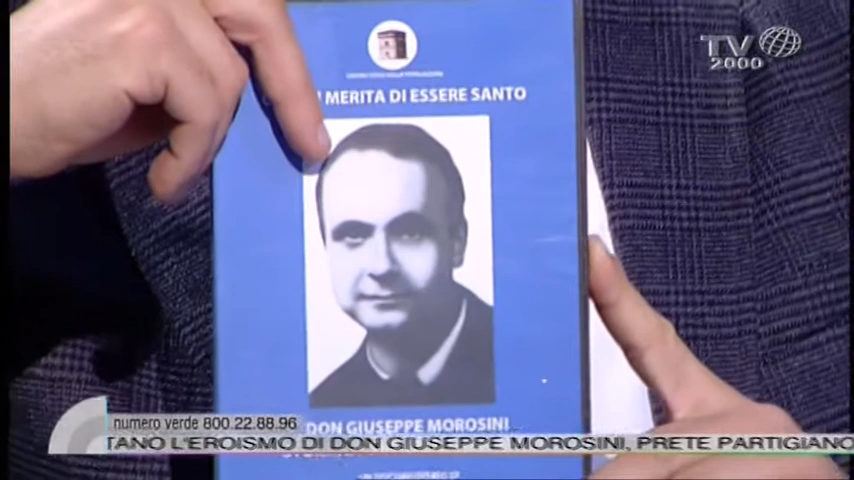 TV
2000
MERITA DI ESSERE SANTO
DON GIUSEPPE MOROSINI
numero verde 800.22.88.96
TANO L'EROISMO DI DON GIUSEPPE MOROSINI, PRETE PARTIGIANO